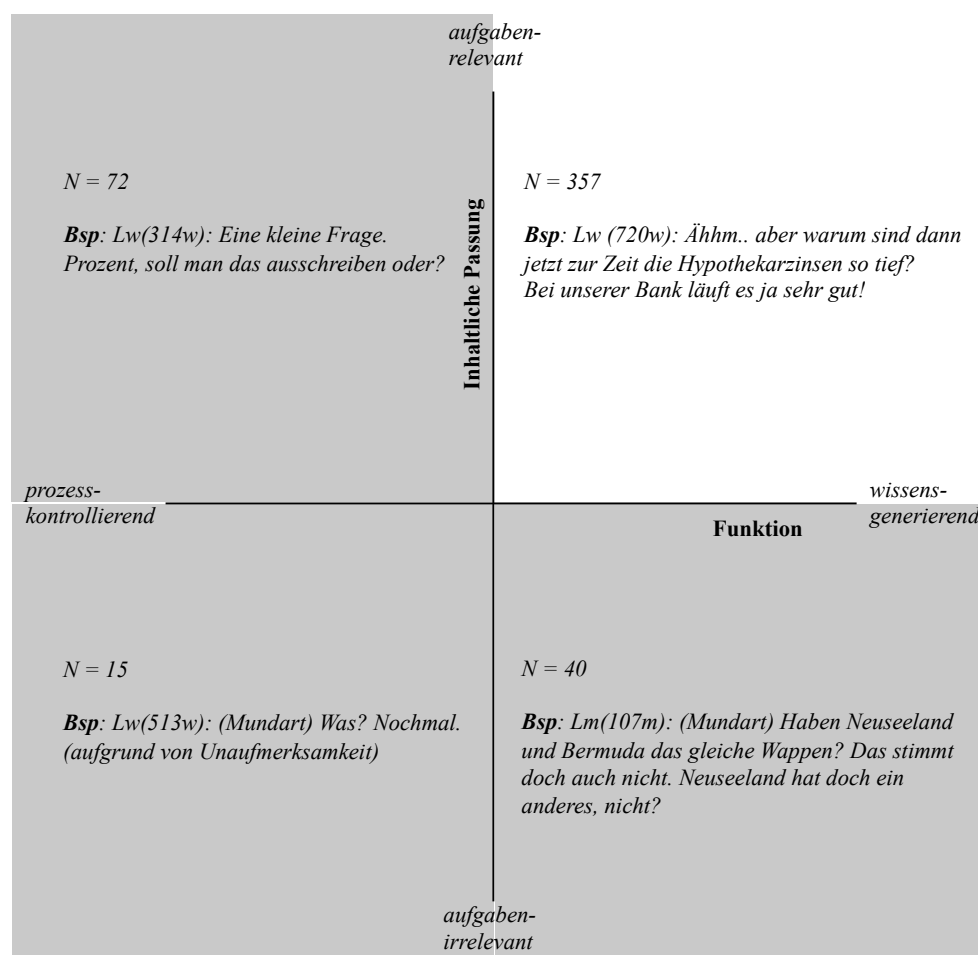 aufgaben-
relevant
N = 72
Bsp: Lw(314w): Eine kleine Frage.
Prozent, soll man das ausschreiben oder?
Inhaltliche Passung
N = 357
Bsp: Lw (720w): Ähhm.. aber warum sind dann
jetzt zur Zeit die Hypothekarzinsen so tief?
Bei unserer Bank läuft es ja sehr gut!
prozess-
kontrollierend
wissens-
generierend
Funktion
N = 15
Bsp: Lw(513w): (Mundart) Was? Nochmal.
(aufgrund von Unaufmerksamkeit)
N = 40
Bsp: Lm(107m): (Mundart) Haben Neuseeland
und Bermuda das gleiche Wappen? Das stimmt
doch auch nicht. Neuseeland hat doch ein
anderes, nicht?
aufgaben-
irrelevant